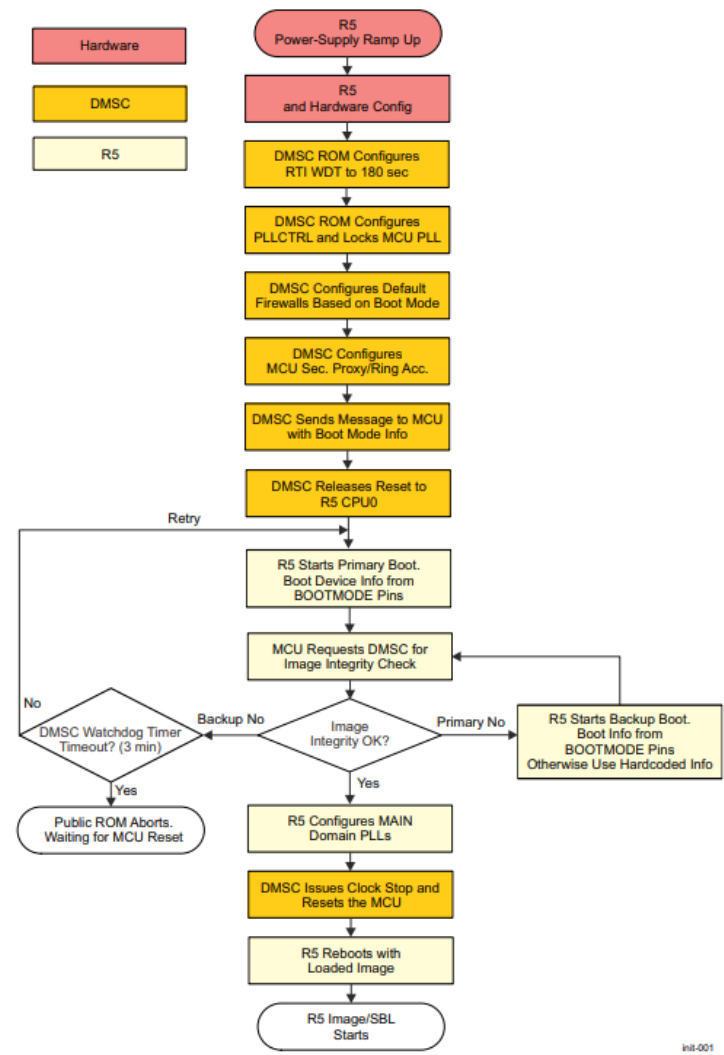 Hardware
DMSC
R5
R5
Power-Supply Ramp Up
R5
and Hardware Config
DMSC ROM Configures
RTI WDT to 180 sec
DMSC ROM Configures
PLLCTRL and Locks MCU PLL
DMSC Configures Default
Firewalls Based on Boot Mode
DMSC Configures
MCU Sec. Proxy/Ring Acc.
DMSC Sends Message to MCU
with Boot Mode Info
DMSC Releases Reset to
R5 CPU0
Retry
R5 Starts Primary Boot.
Boot Device Info from
BOOTMODE Pins
MCU Requests DMSC for
Image Integrity Check
No
DMSC Watchdog Timer
Timeout? (3 min)
Backup No
Image
Integrity OK?
Primary No
R5 Starts Backup Boot.
Boot Info from
BOOTMODE Pins
Otherwise Use Hardcoded Info
Yes
Yes
Public ROM Aborts.
Waiting for MCU Reset
R5 Configures MAIN
Domain PLLs
DMSC Issues Clock Stop and
Resets the MCU
R5 Reboots with
Loaded Image
R5 Image/SBL
Starts
init-001